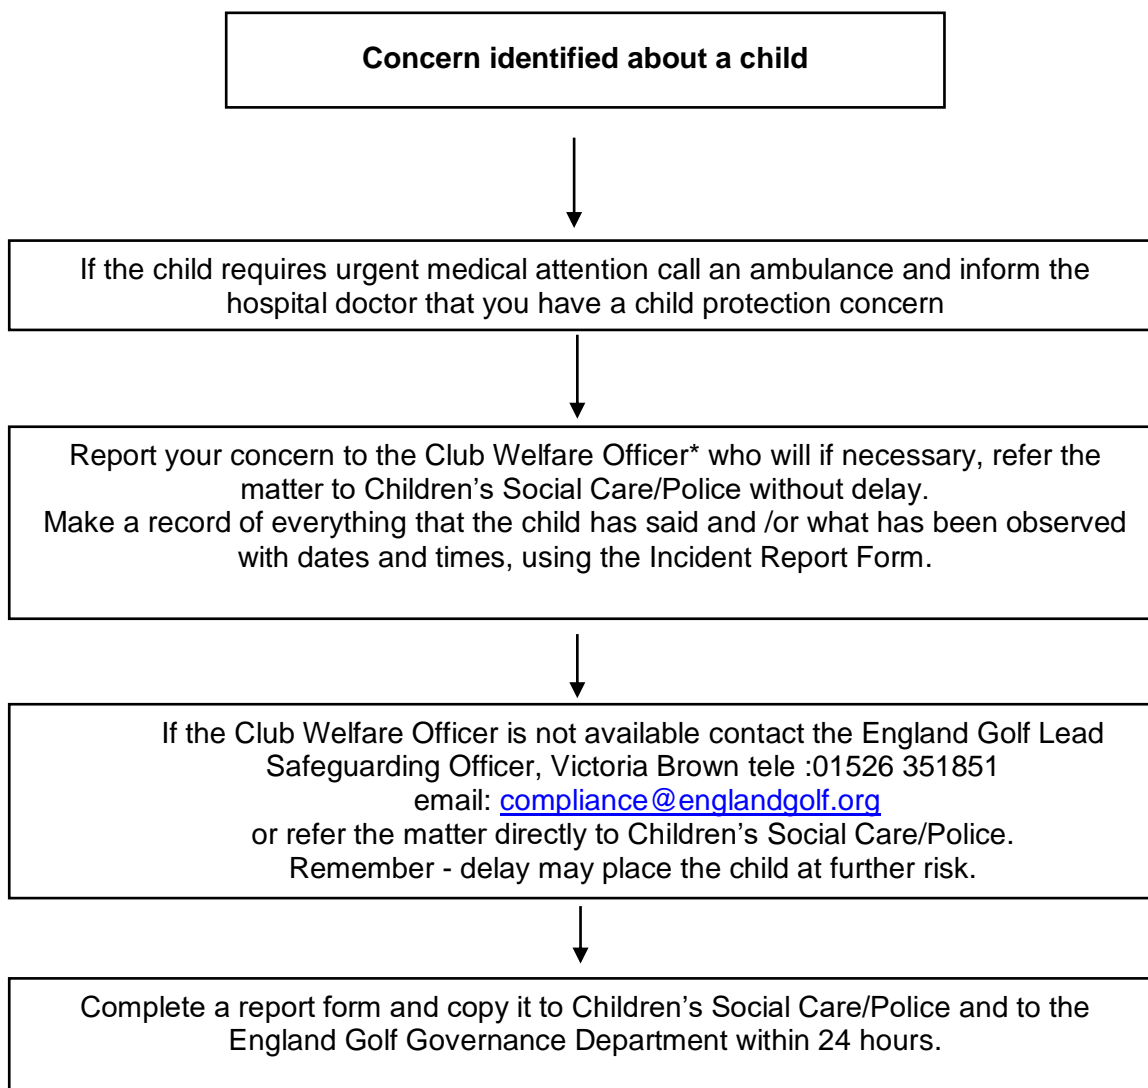 Concern identified about a child
If the child requires urgent medical attention call an ambulance and inform the
hospital doctor that you have a child protection concern
Report your concern to the Club Welfare Officer* who will if necessary, refer the
matter to Children’s Social Care/Police without delay.
Make a record of everything that the child has said and /or what has been observed
with dates and times, using the Incident Report Form.
If the Club Welfare Officer is not available contact the England Golf Lead
Safeguarding Officer, Victoria Brown tele :01526 351851
email: compliance@englandgolf.org
or refer the matter directly to Children’s Social Care/Police.
Remember - delay may place the child at further risk.
Complete a report form and copy it to Children’s Social Care/Police and to the
England Golf Governance Department within 24 hours.